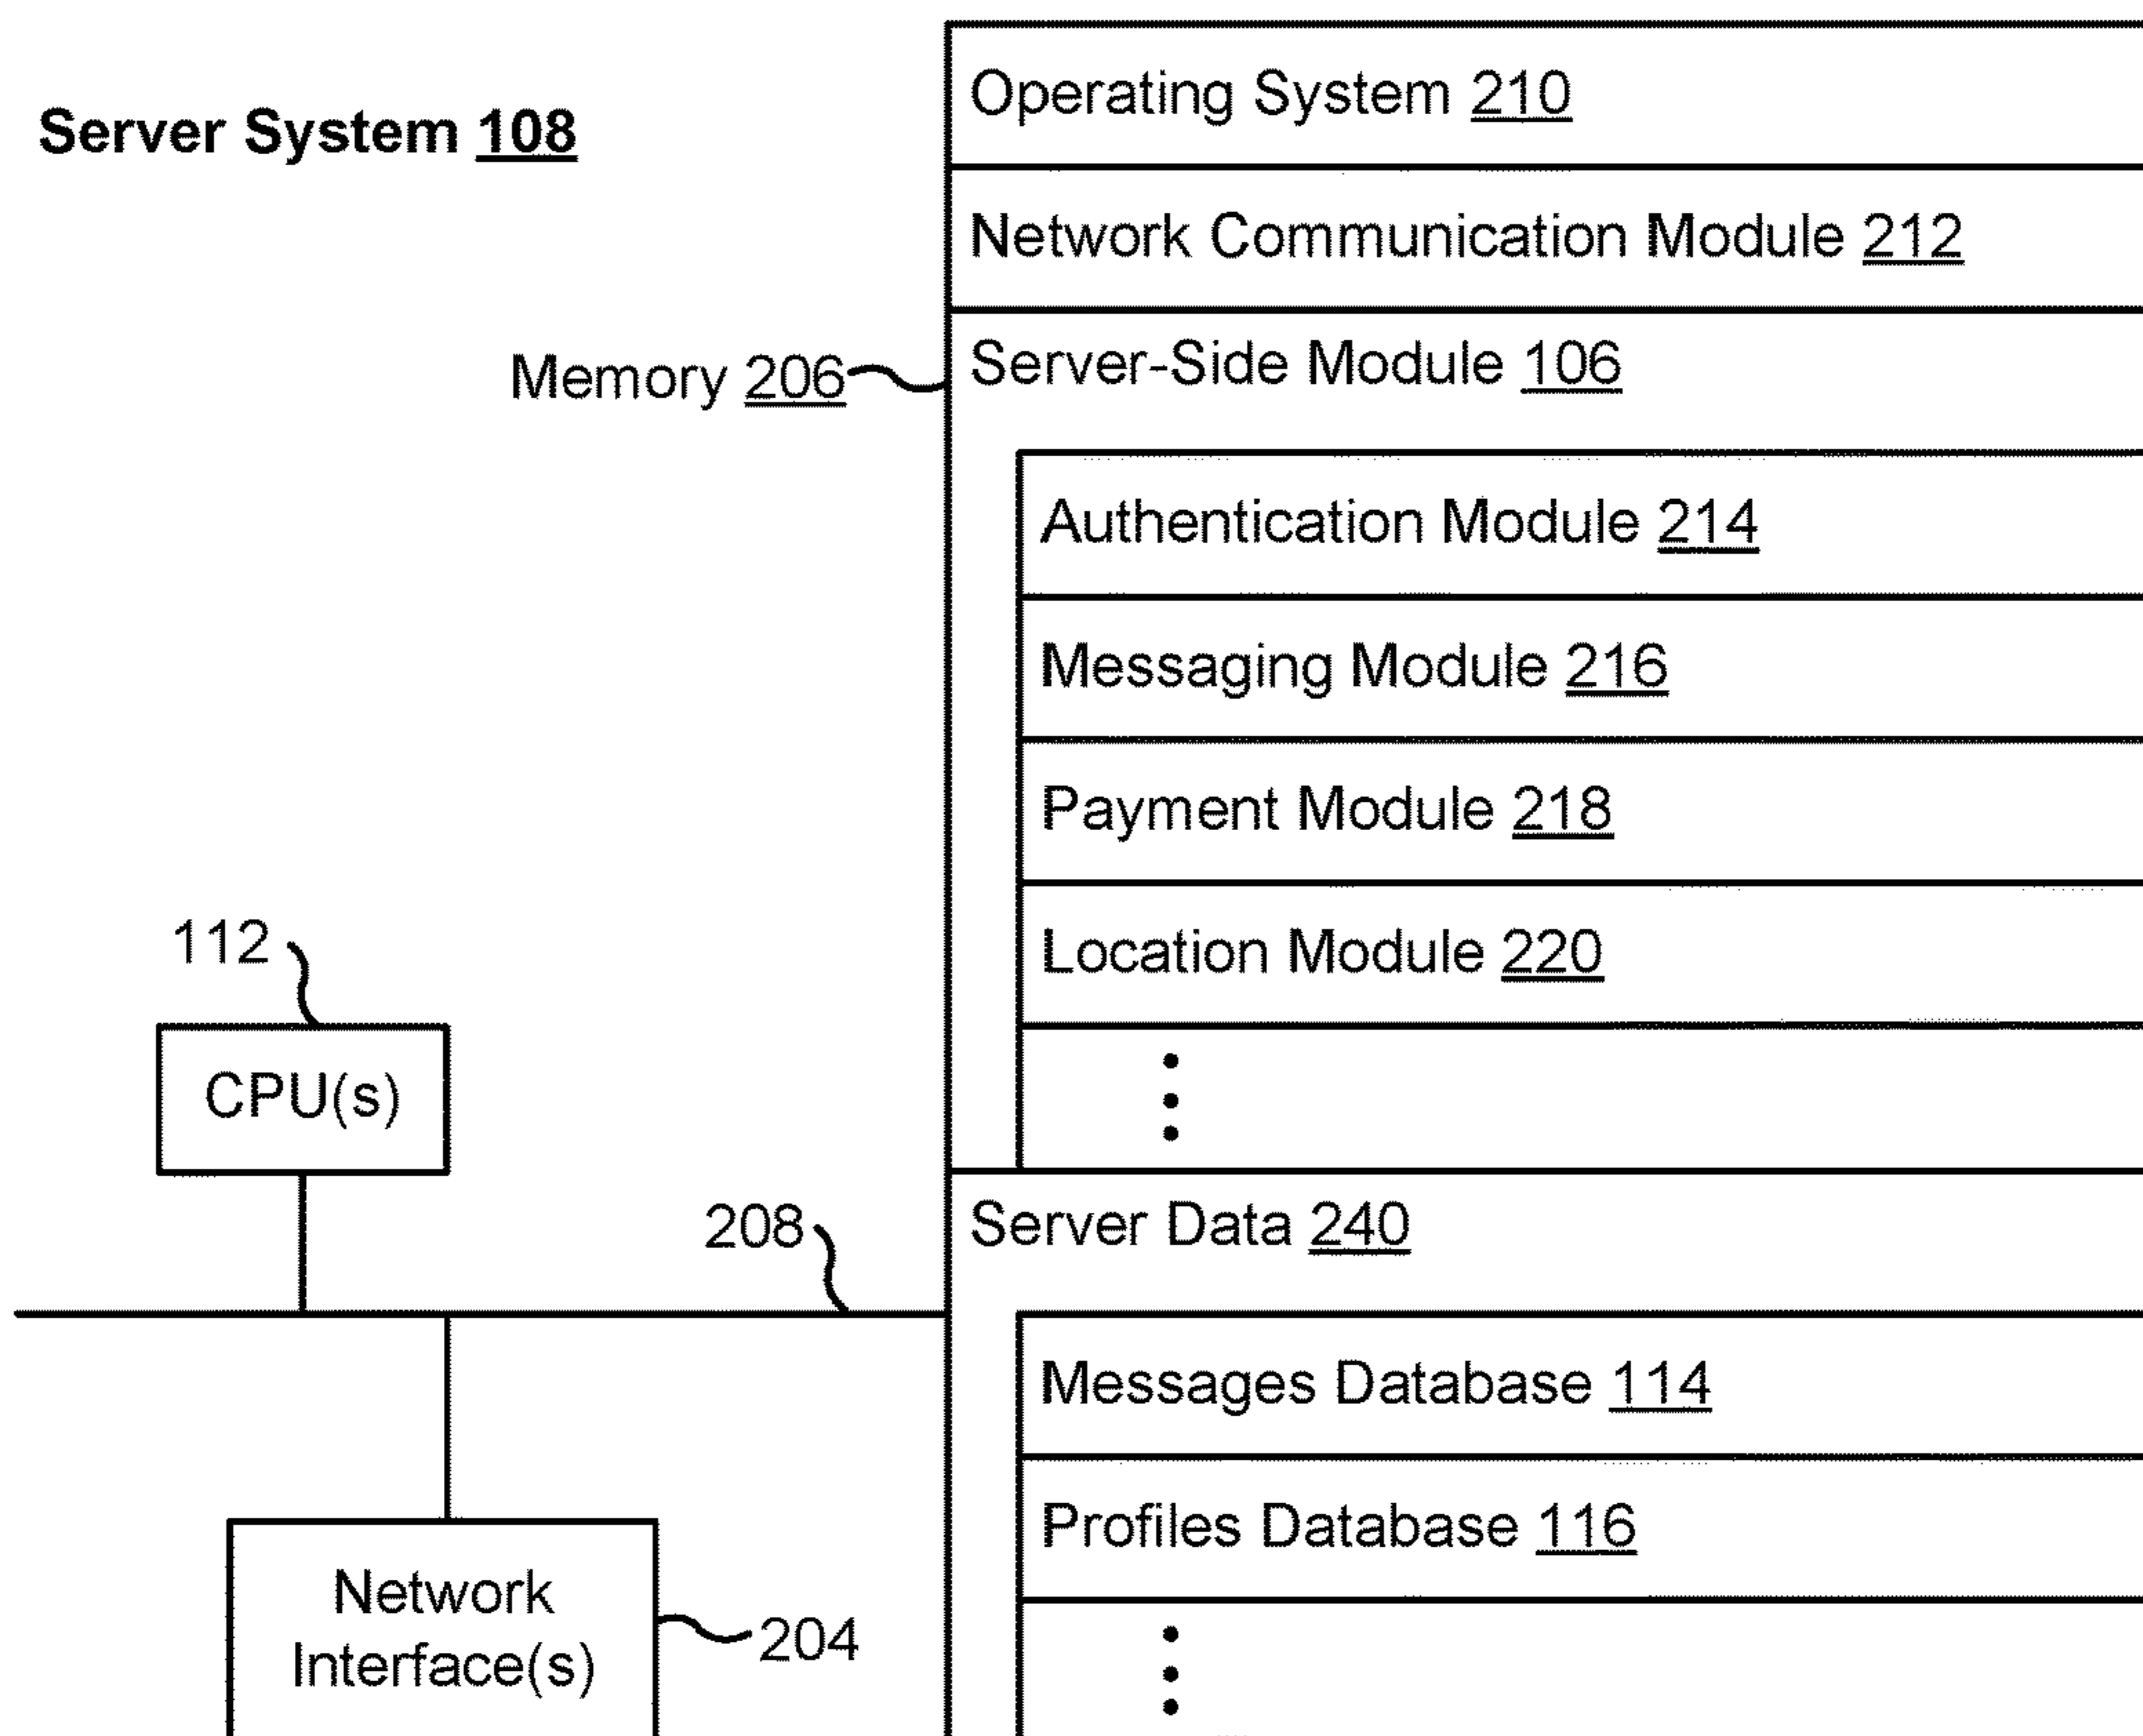 Server System 108
Operating System 210
Network Communication Module 212
Memory 206
Server-Side Module 106
Authentication Module 214
Messaging Module 216
Payment Module 218
Location Module 220
112
CPU(s)
208
Server Data 240
Messages Database 114
Profiles Database 116
Network
Interface(s)
204